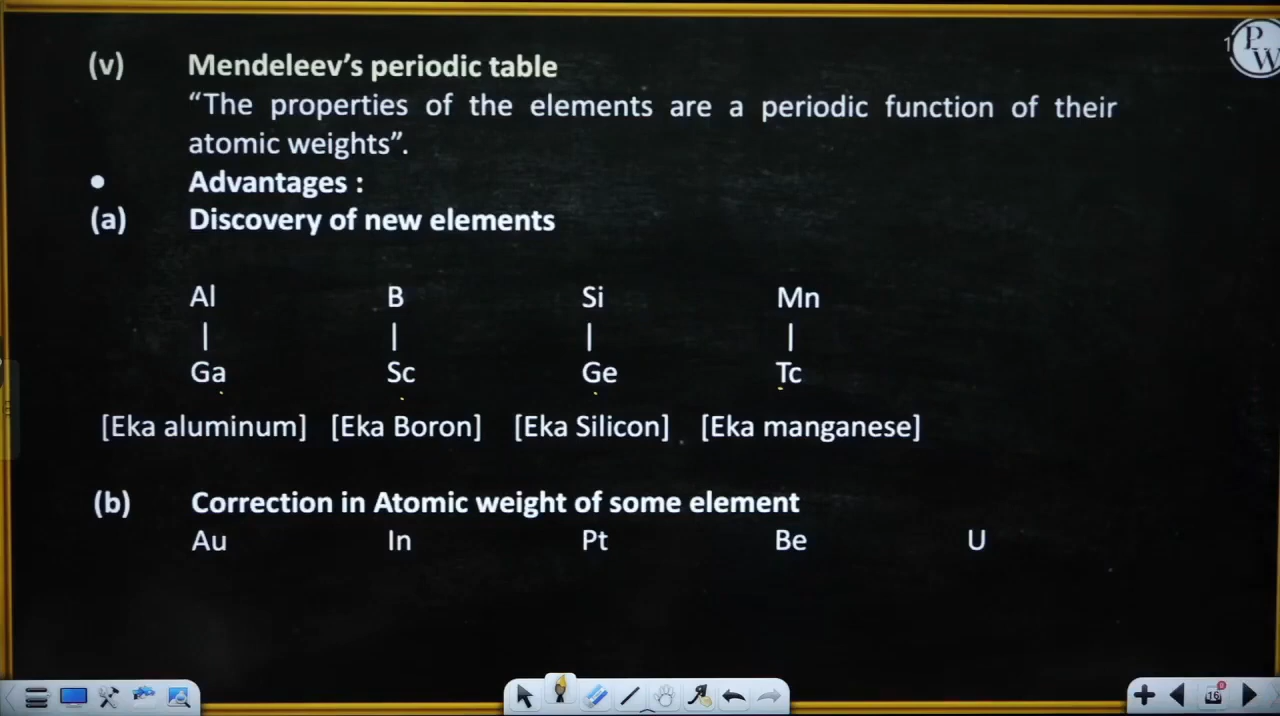 (v) Mendeleev’s periodic table
“The properties of the elements are a periodic function of their
atomic weights”.
• Advantages :
(a) Discovery of new elements
Al B Si Mn
| | | |
Ga Sc Ge Tc
[Eka aluminum] [Eka Boron] [Eka Silicon] [Eka manganese]
(b) Correction in Atomic weight of some element
Au In Pt Be U
PW
16